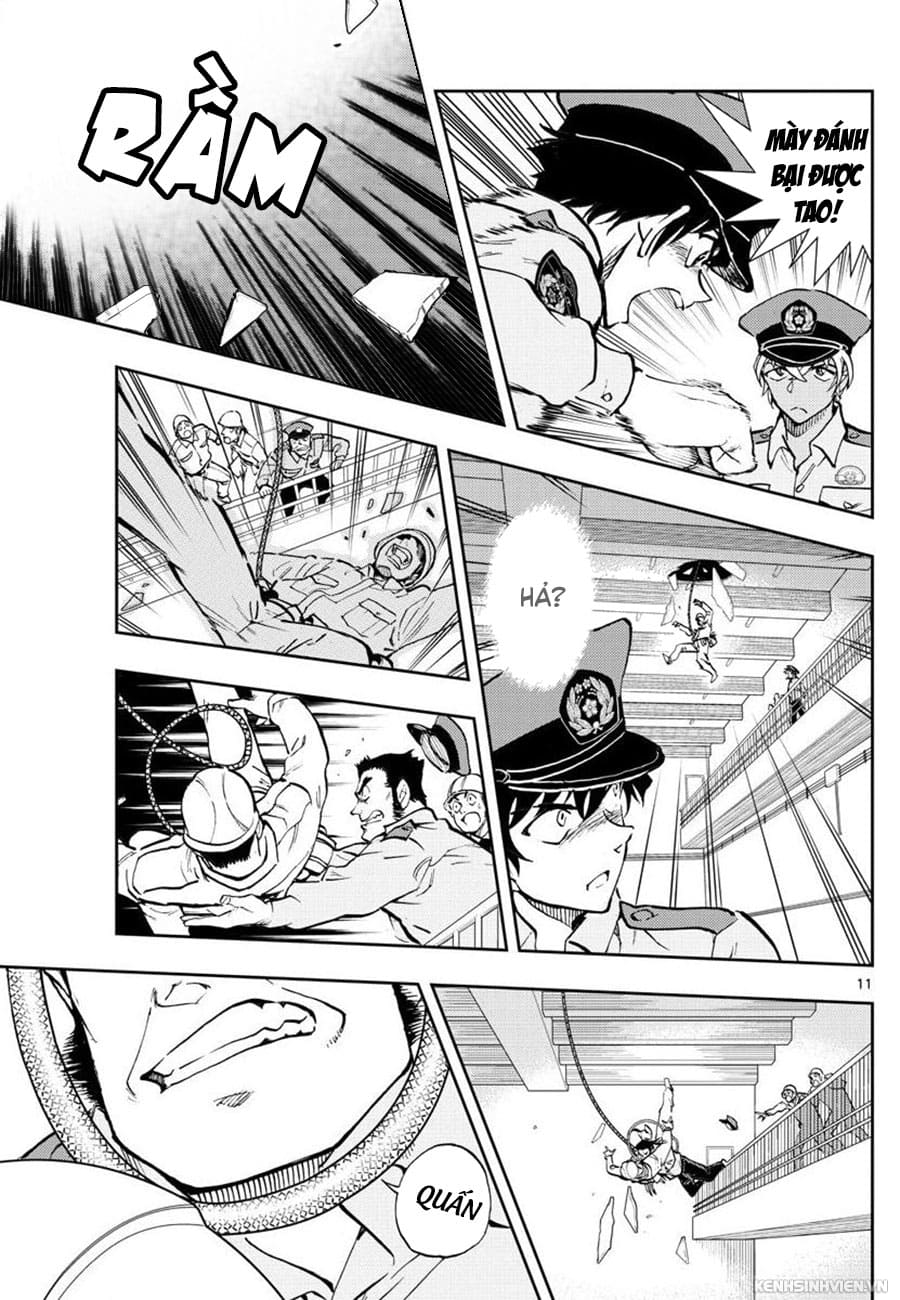 MÀY ĐÁNH
BẠI ĐƯỢC
TAO!
RẦM
HẢ?
11
QUẤN
KENHSINHVIEN.VN